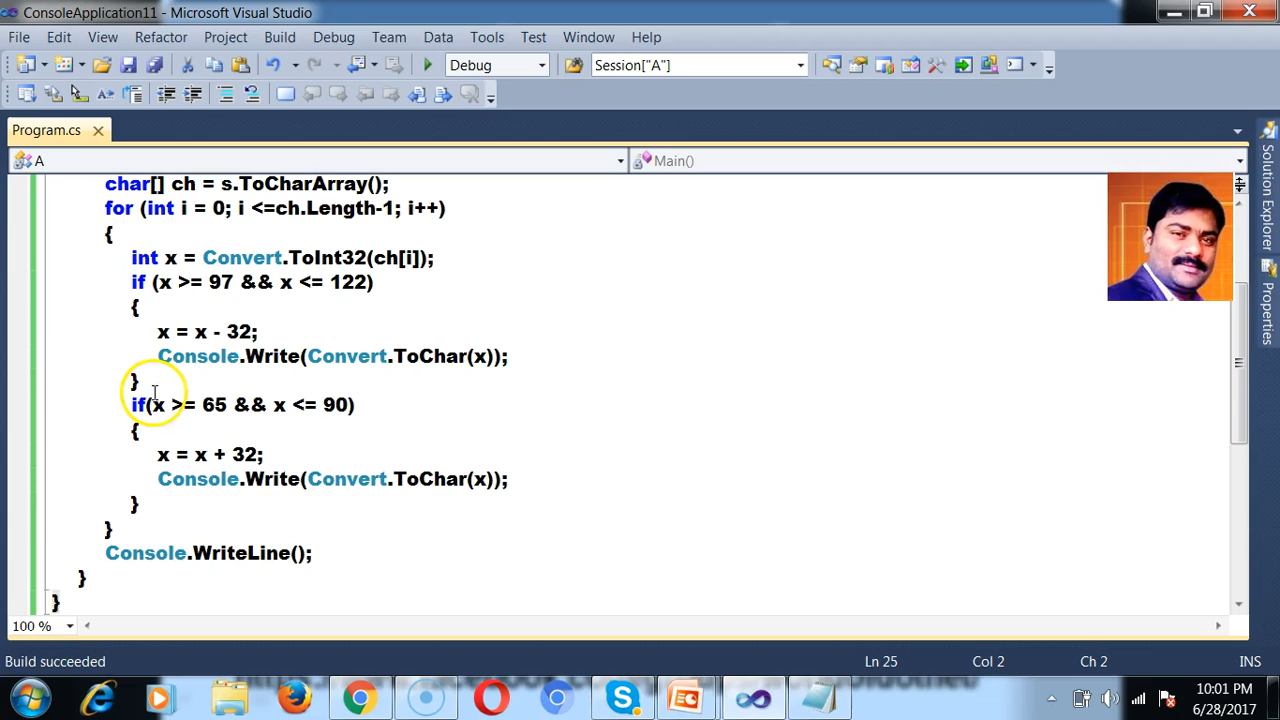 ConsoleApplication11 - Microsoft Visual Studio
File Edit View Refactor Project Build Debug Team Data Tools Test Window Help
Debug Session["A"]
Program.cs
A Main()
char[] ch = s.ToCharArray();
for (int i = 0; i <=ch.Length-1; i++)
{
int x = Convert.ToInt32(ch[i]);
if (x >= 97 && x <= 122)
{
x = x - 32;
Console.Write(Convert.ToChar(x));
}
if(x >= 65 && x <= 90)
{
x = x + 32;
Console.Write(Convert.ToChar(x));
}
}
Console.WriteLine();
}
}
Solution Explorer
Properties
100 %
Build succeeded Ln 25 Col 2 Ch 2 INS
10:01 PM
6/28/2017